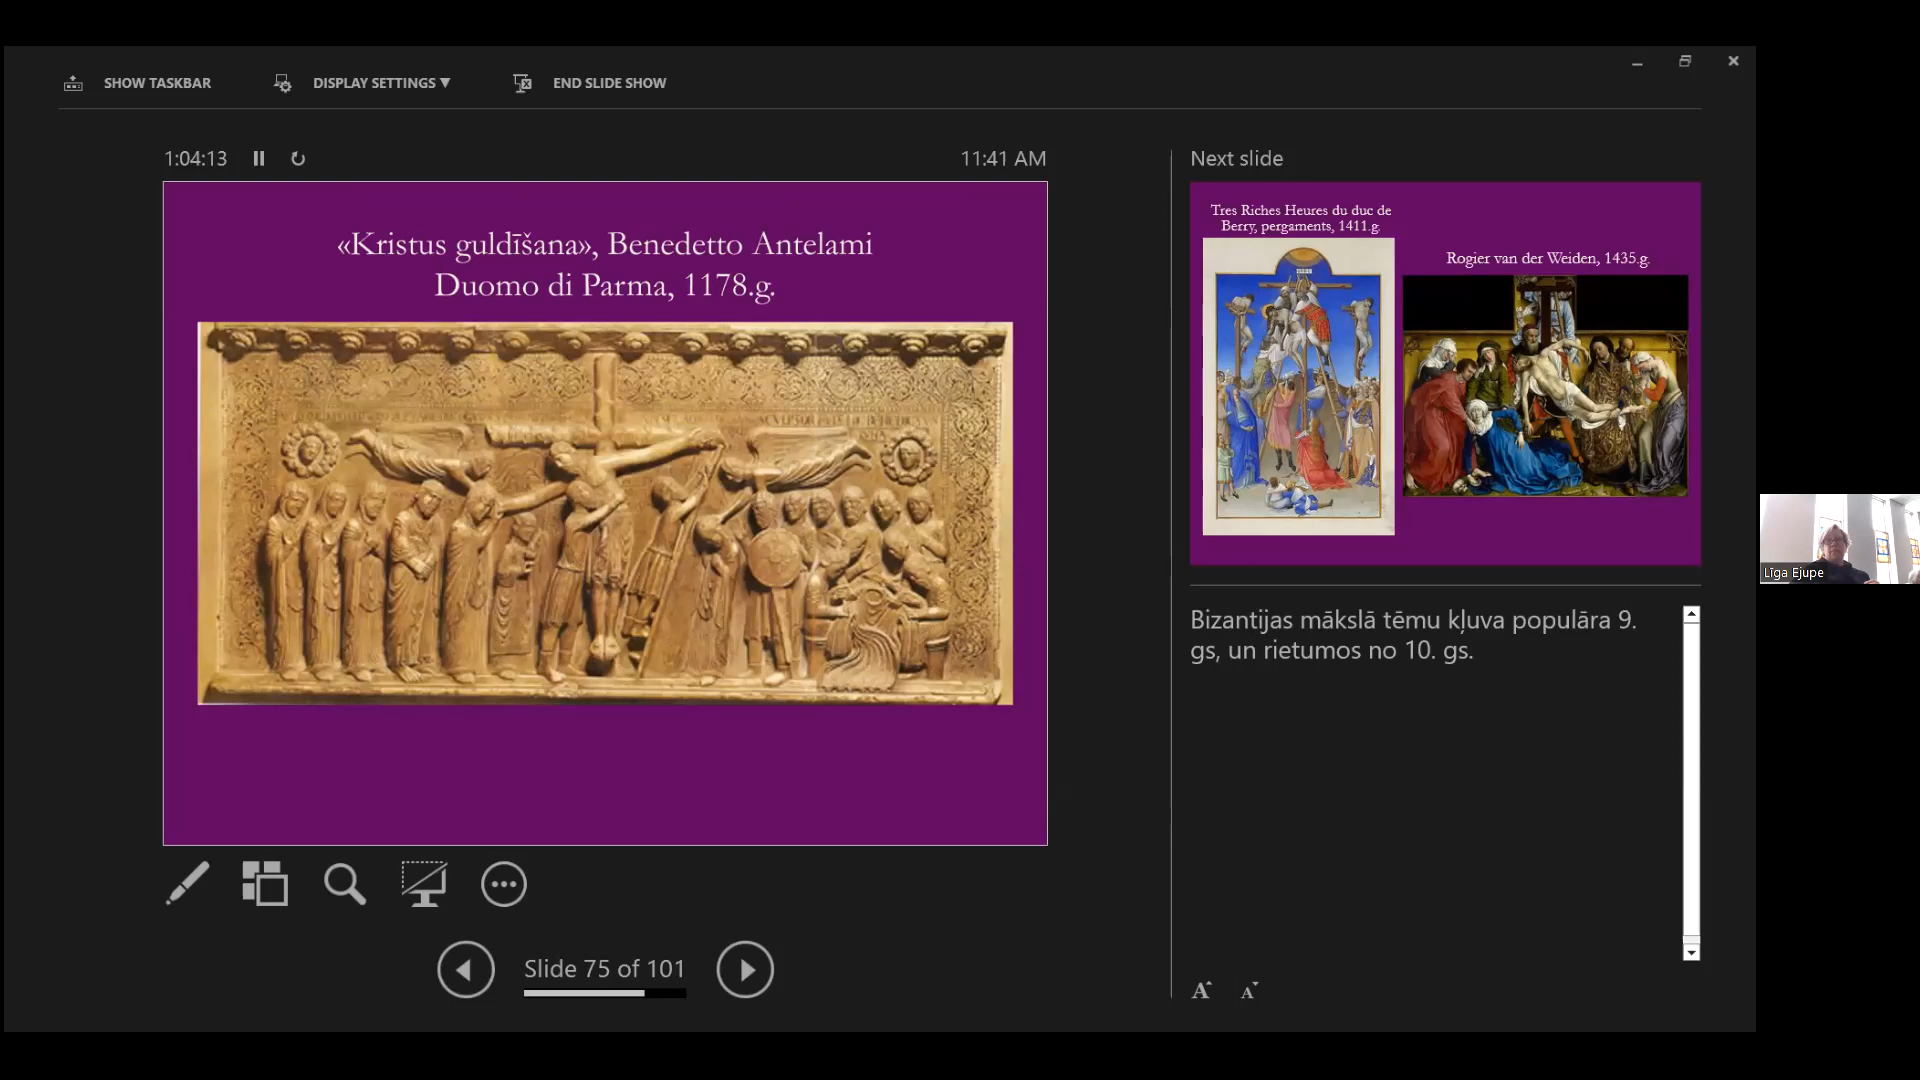 SHOW TASKBAR
DISPLAY SETTINGS ▼
END SLIDE SHOW
1:04:13
11:41 AM
«Kristus guldīšana», Benedetto Antelami
Duomo di Parma, 1178.g.
Next slide
Tres Riches Heures du duc de
Berry, pergaments, 1411.g.
Rogier van der Weiden, 1435.g.
Bizantijas mākslā tēmu kļuva populāra 9.
gs, un rietumos no 10. gs.
Līga Ejupe
Slide 75 of 101
A
A